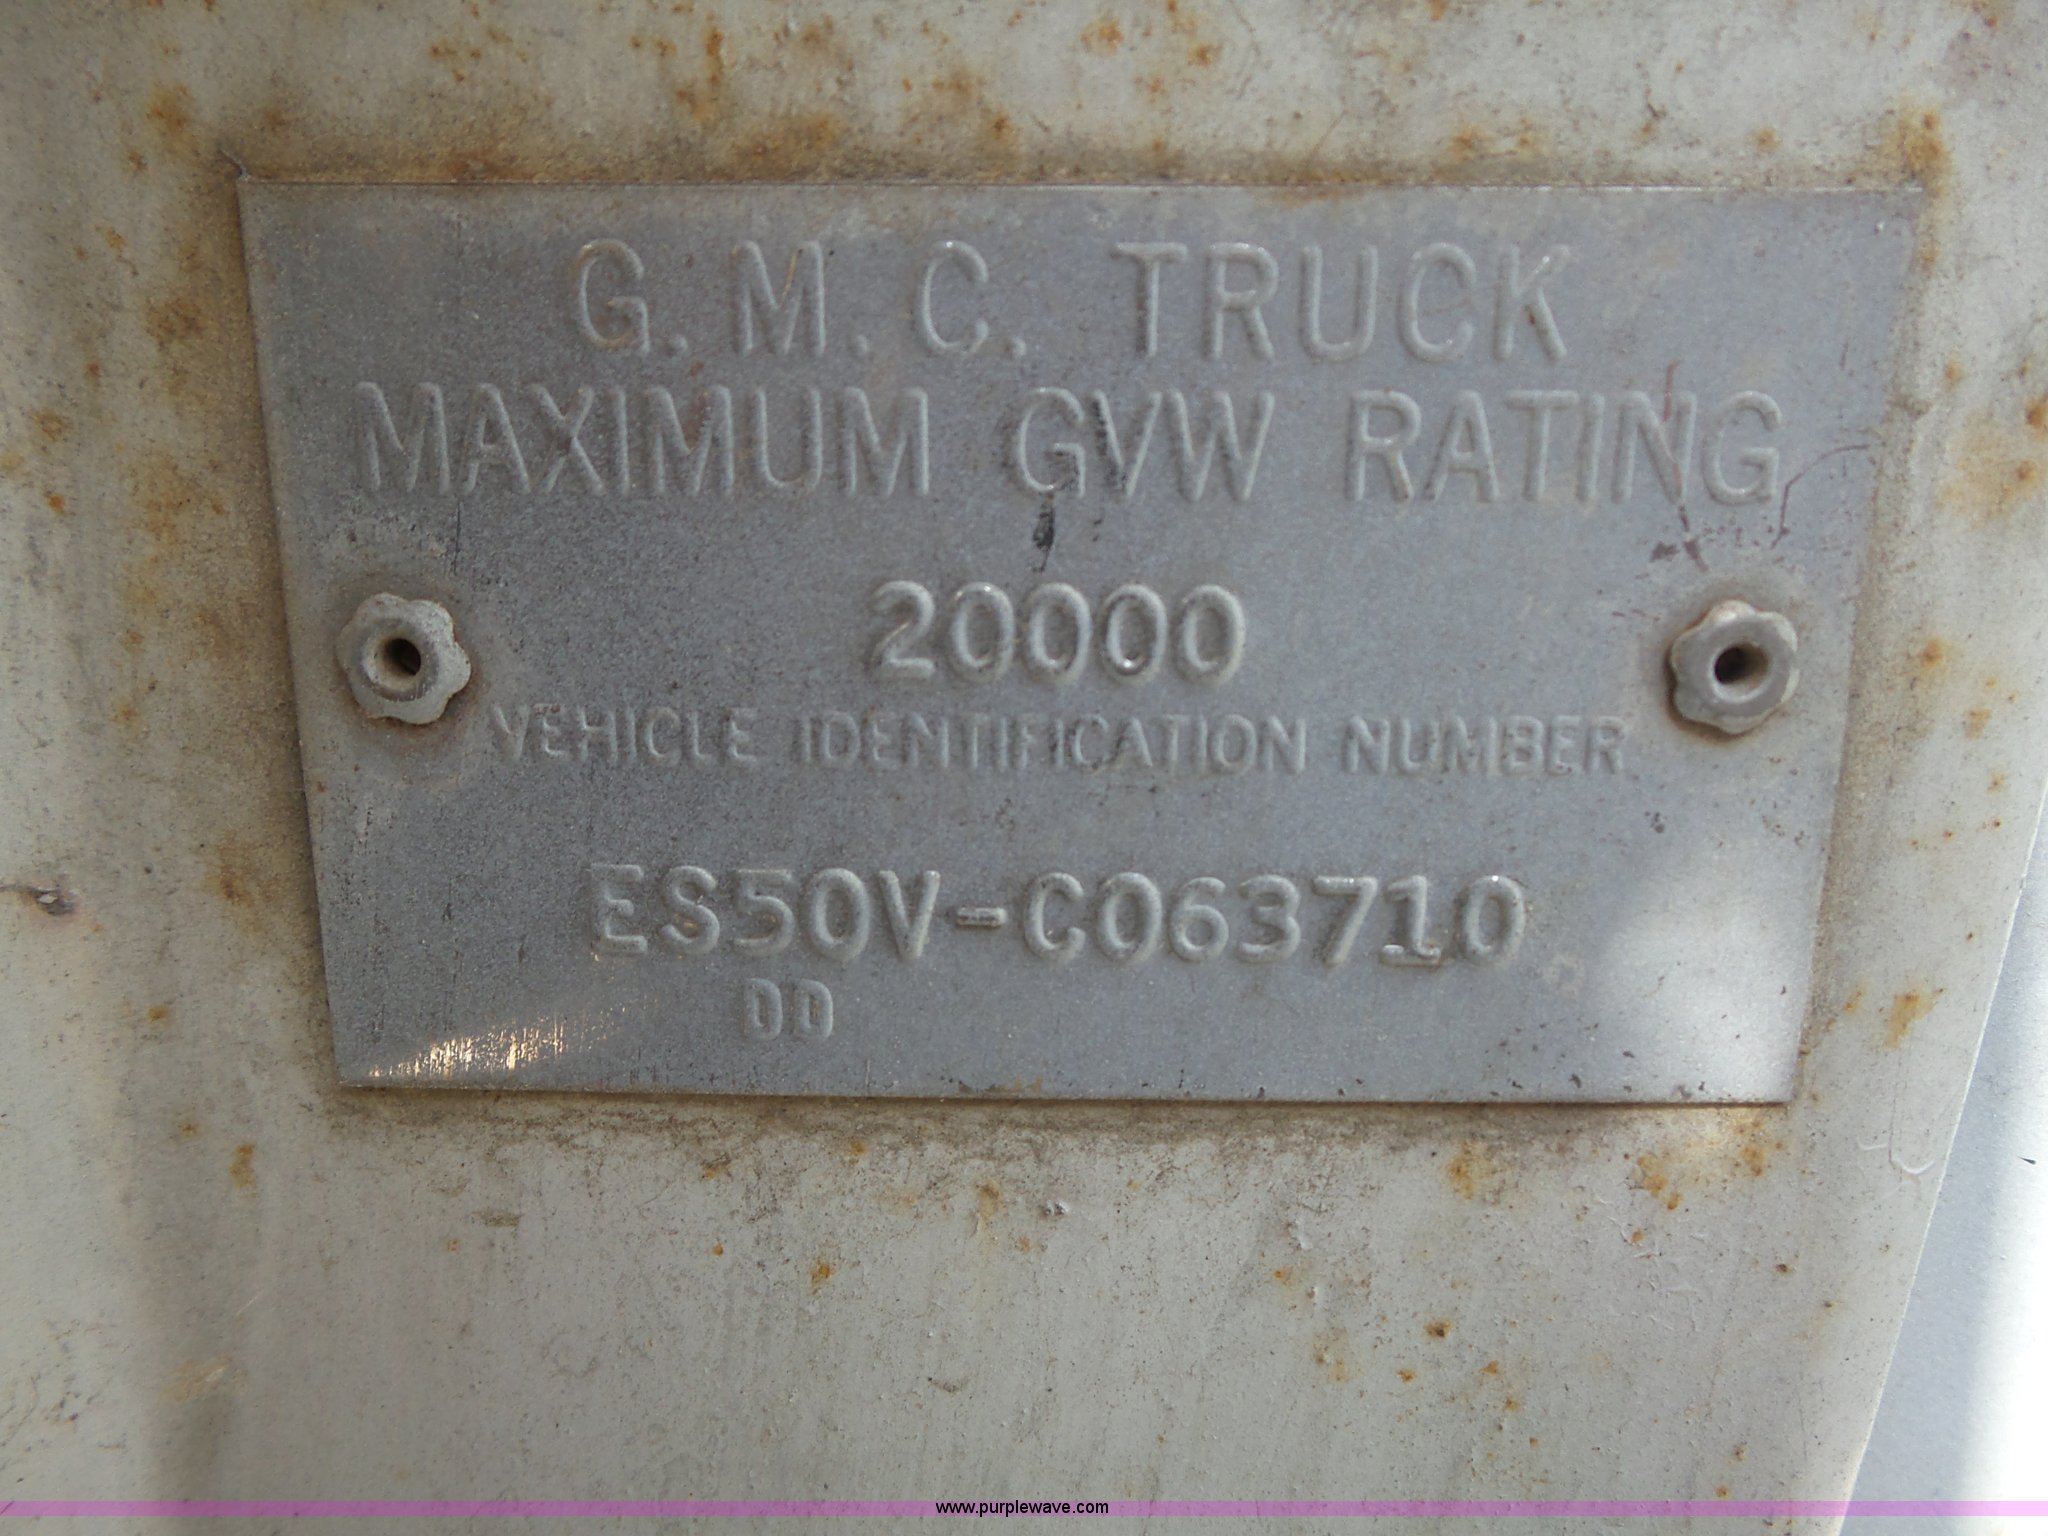 G.M.C. TRUCK
MAXIMUM GVW RATING
20000
VEHICLE IDENTIFICATION NUMBER
ES50V-C063710
DD
www.purplewave.com